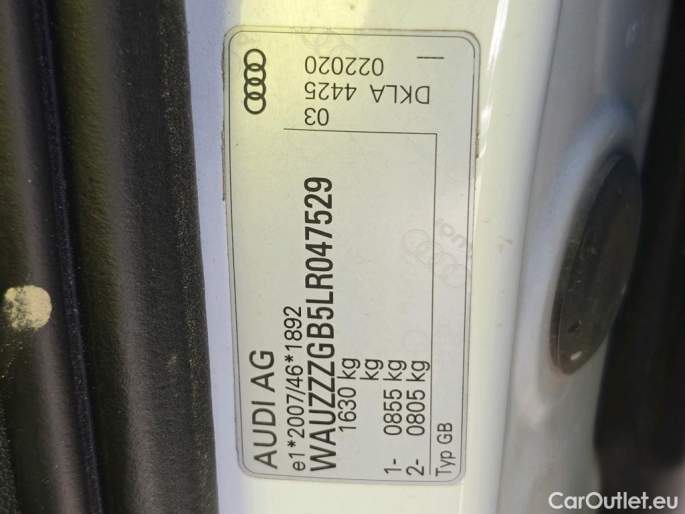 AUDI AG
e1*2007/46*1892
WAUZZZGB5LR047529
1630 kg
kg
1- 0855 kg
2- 0805 kg
Typ GB
03
DKLA 4425
022020
CarOutlet.eu